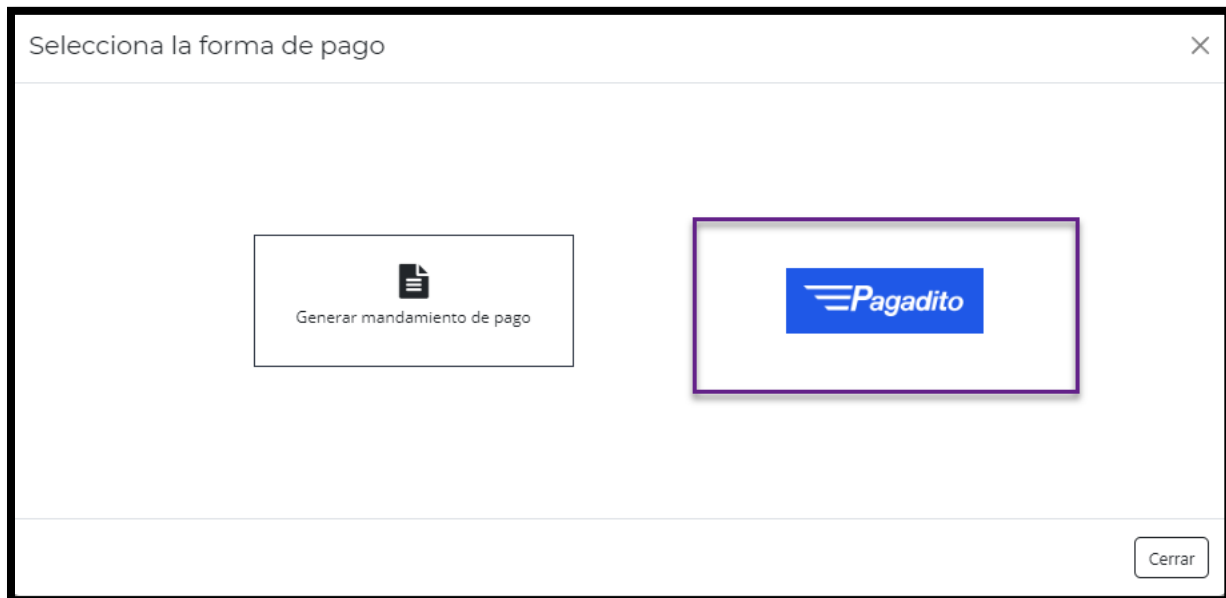 Selecciona la forma de pago
Generar mandamiento de pago
Pagadito
Cerrar